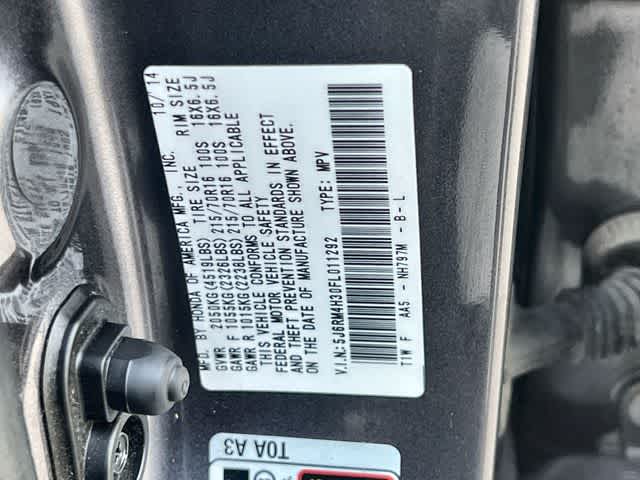 MFD. BY HONDA OF AMERICA MFG., INC. 10/14
TIRE SIZE RIM SIZE
GVWR 2050KG(4519LBS)
GAWR F 1055KG(2326LBS) 215/70R16 100S 16X6.5J
GAWR R 1015KG(2236LBS) 215/70R16 100S 16X6.5J
THIS VEHICLE CONFORMS TO ALL APPLICABLE
FEDERAL MOTOR VEHICLE SAFETY
AND THEFT PREVENTION STANDARDS IN EFFECT
ON THE DATE OF MANUFACTURE SHOWN ABOVE.
V.I.N:5J6RM4H30FL011292 TYPE: MPV
TIW F AA5 - NH797M - B-L
T0A A3